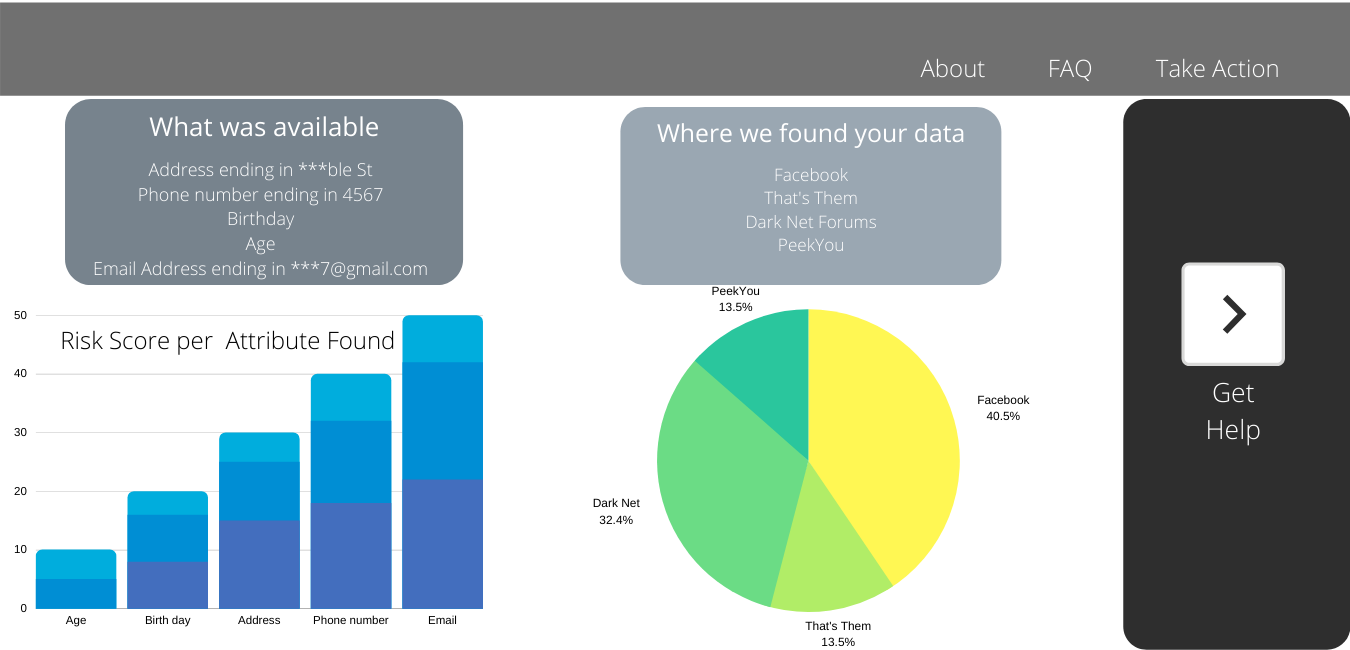 About FAQ Take Action
What was available
Address ending in ***ble St
Phone number ending in 4567
Birthday
Age
Email Address ending in ***7@gmail.com
Where we found your data
Facebook
That's Them
Dark Net Forums
PeekYou
Get
Help
Risk Score per  Attribute Found
50
40
30
20
10
0
Age Birth day Address Phone number Email
PeekYou
13.5%
Facebook
40.5%
Dark Net
32.4%
That's Them
13.5%